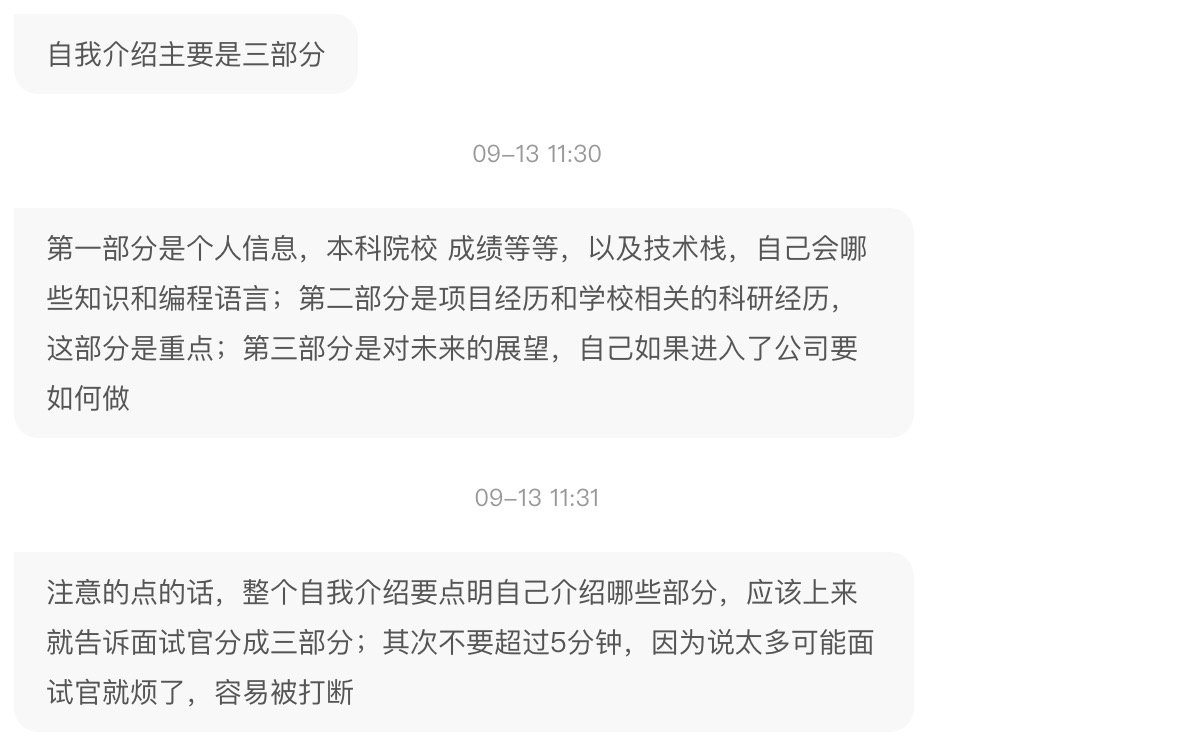 自我介绍主要是三部分
09-13 11:30
第一部分是个人信息，本科院校 成绩等等，以及技术栈，自己会哪
些知识和编程语言；第二部分是项目经历和学校相关的科研经历，
这部分是重点；第三部分是对未来的展望，自己如果进入了公司要
如何做
09-13 11:31
注意的点的话，整个自我介绍要点明自己介绍哪些部分，应该上来
就告诉面试官分成三部分；其次不要超过5分钟，因为说太多可能面
试官就烦了，容易被打断